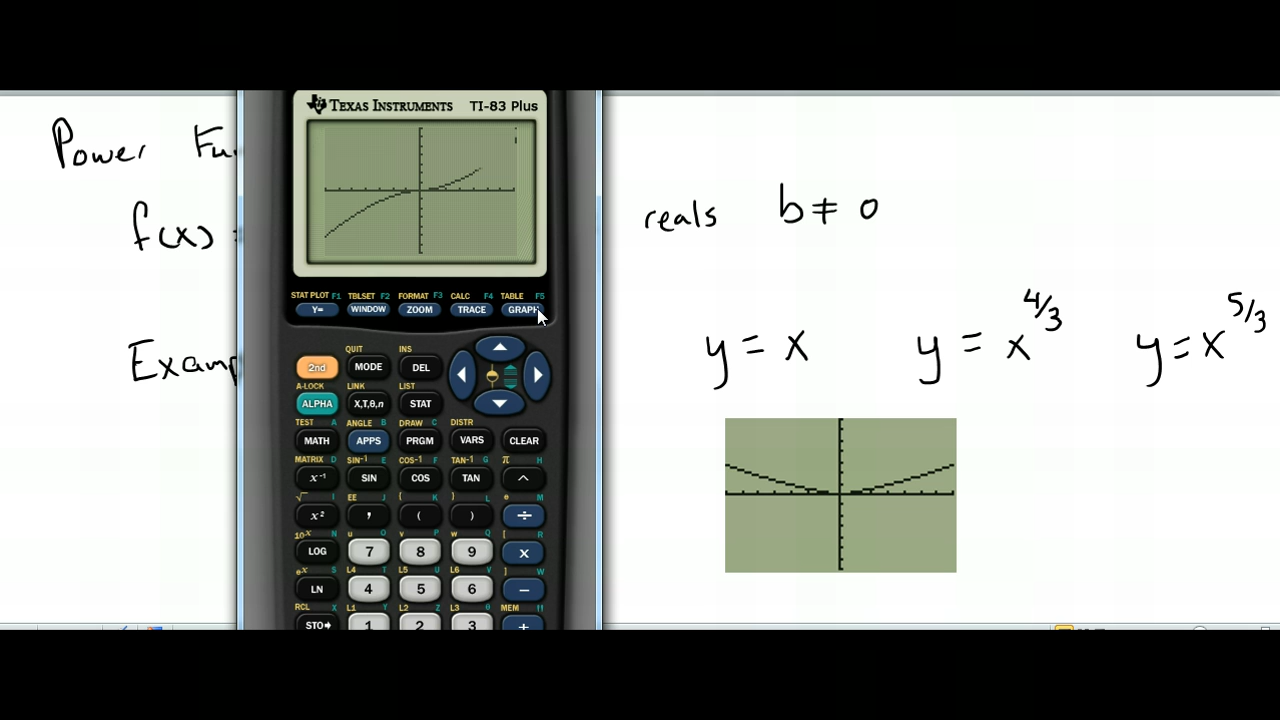 TEXAS INSTRUMENTS TI-83 Plus
Power Fu
f(x) =
reals b ≠ 0
STAT PLOT F1 TBLSET F2 FORMAT F3 CALC F4 TABLE F5
Y= WINDOW ZOOM TRACE GRAPH
Examp
y = x y = x^4/3 y = x^5/3
QUIT INS
2nd MODE DEL
A-LOCK LINK LIST
ALPHA X,T,θ,n STAT
TEST A ANGLE B DRAW C DISTR
MATH APPS PRGM VARS CLEAR
MATRIX D SIN⁻¹ E COS⁻¹ F TAN⁻¹ G π H
x⁻¹ SIN COS TAN ^
√ I EE J { K } L e M
x² , ( ) ÷
10ˣ N u O v P w Q [ R
LOG 7 8 9 x
eˣ S L4 T L5 U L6 V ] W
LN 4 5 6 −
RCL X L1 Y L2 Z L3 θ MEM "
STO➔ 1 2 3 +